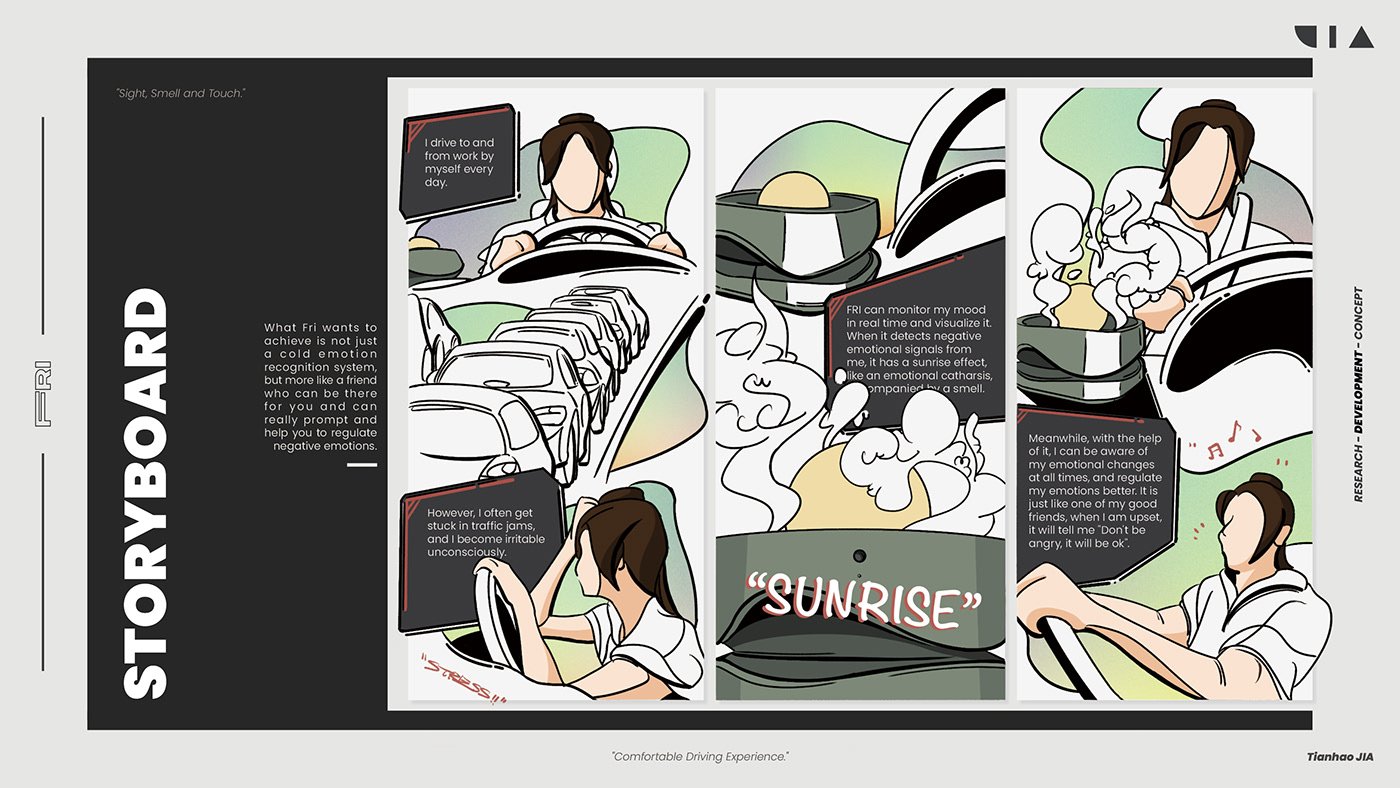 "Sight, Smell and Touch."
STORYBOARD
What Fri wants to
achieve is not just
a cold emotion
recognition system,
but more like a friend
who can be there
for you and can
really prompt and
help you to regulate
negative emotions.
FRI
I drive to and
from work by
myself every
day.
However, I often get
stuck in traffic jams,
and I become irritable
unconsciously.
"STRESS!!"
FRI can monitor my mood
in real time and visualize it.
When it detects negative
emotional signals from
me, it has a sunrise effect,
like an emotional catharsis,
companied by a smell.
"SUNRISE"
Meanwhile, with the help
of it, I can be aware of
my emotional changes
at all times, and regulate
my emotions better. It is
just like one of my good
friends, when I am upset,
it will tell me "Don't be
angry, it will be ok".
JIA
RESEARCH - DEVELOPMENT - CONCEPT
"Comfortable Driving Experience."
Tianhao JIA